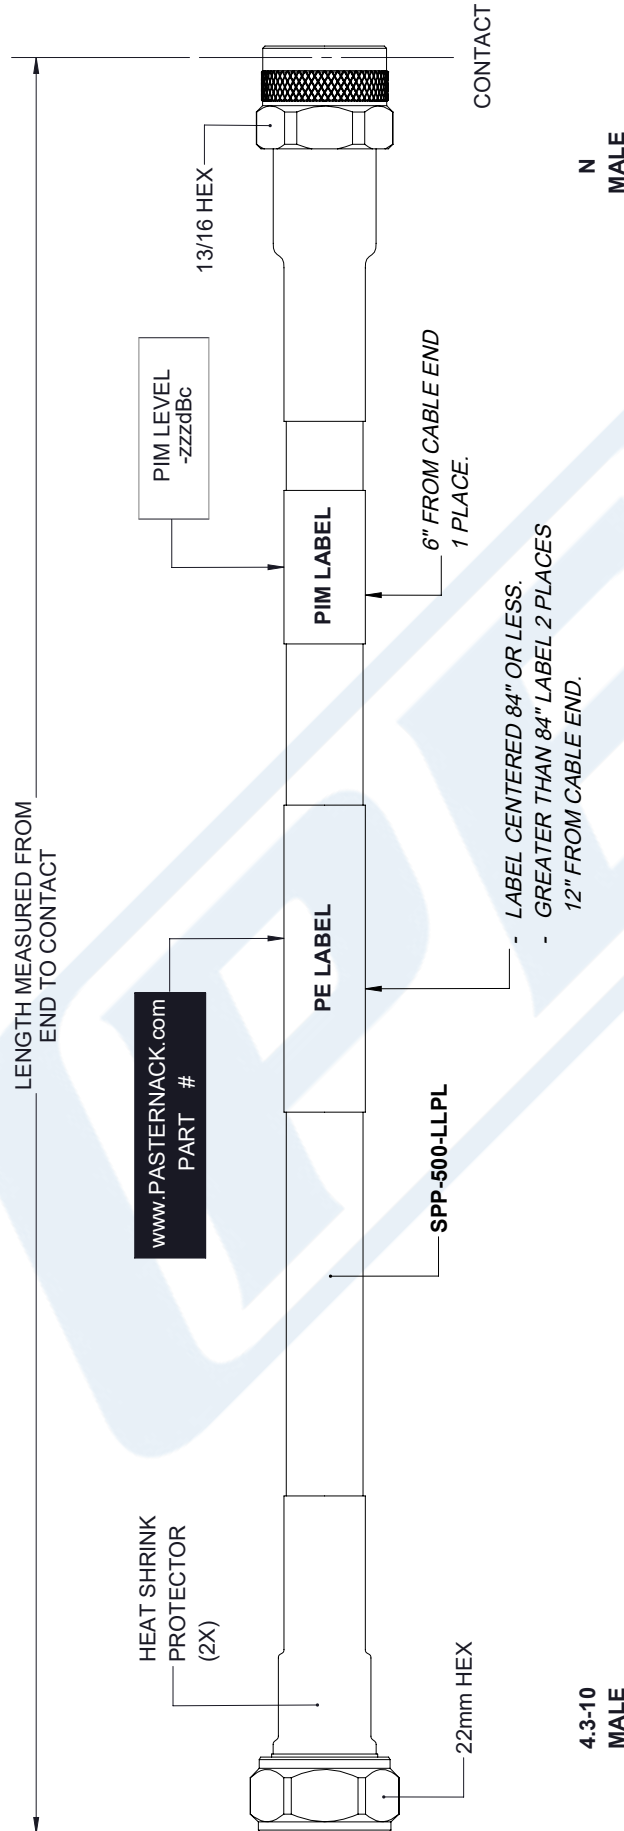 LENGTH MEASURED FROM
END TO CONTACT
HEAT SHRINK
PROTECTOR
(2X)
www.PASTERNACK.com
PART #
PIM LEVEL
-zzzdBc
13/16 HEX
PE LABEL
PIM LABEL
22mm HEX
SPP-500-LLPL
6" FROM CABLE END
1 PLACE.
CONTACT
- LABEL CENTERED 84" OR LESS.
- GREATER THAN 84" LABEL 2 PLACES
12" FROM CABLE END.
4.3-10
MALE
N
MALE